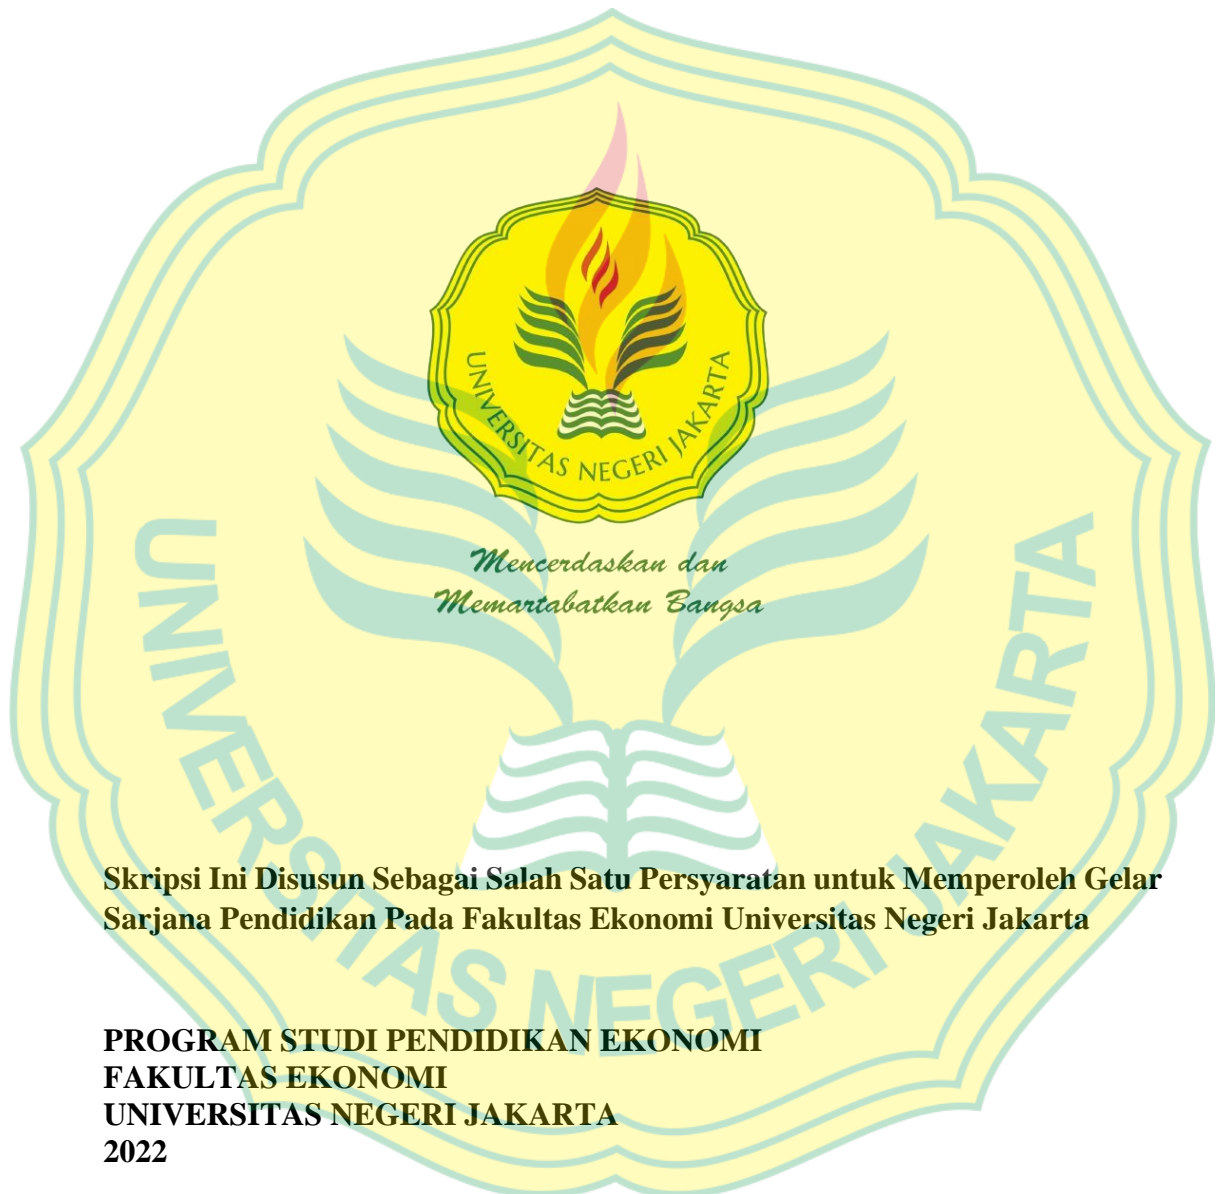 UNIVERSITAS NEGERI JAKARTA
Mencerdaskan dan
Memartabatkan Bangsa
UNIVERSITAS NEGERI JAKARTA
Skripsi Ini Disusun Sebagai Salah Satu Persyaratan untuk Memperoleh Gelar
Sarjana Pendidikan Pada Fakultas Ekonomi Universitas Negeri Jakarta
PROGRAM STUDI PENDIDIKAN EKONOMI
FAKULTAS EKONOMI
UNIVERSITAS NEGERI JAKARTA
2022